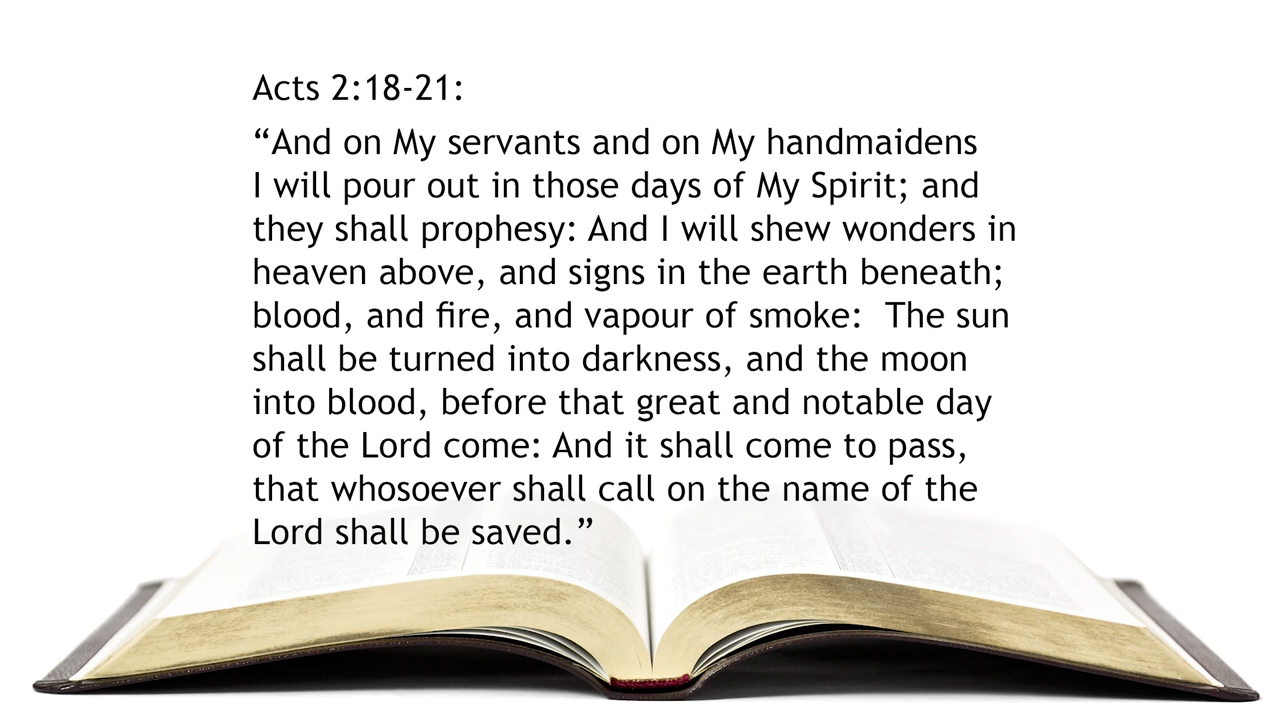 Acts 2:18-21:
“And on My servants and on My handmaidens
I will pour out in those days of My Spirit; and
they shall prophesy: And I will shew wonders in
heaven above, and signs in the earth beneath;
blood, and fire, and vapour of smoke:  The sun
shall be turned into darkness, and the moon
into blood, before that great and notable day
of the Lord come: And it shall come to pass,
that whosoever shall call on the name of the
Lord shall be saved.”